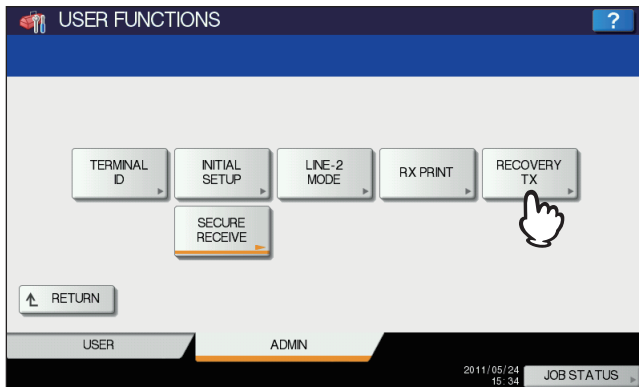 USER FUNCTIONS
?
TERMINAL
ID
INITIAL
SETUP
LINE-2
MODE
RX PRINT
RECOVERY
TX
SECURE
RECEIVE
RETURN
USER
ADMIN
2011/05/24
15:34
JOB STATUS